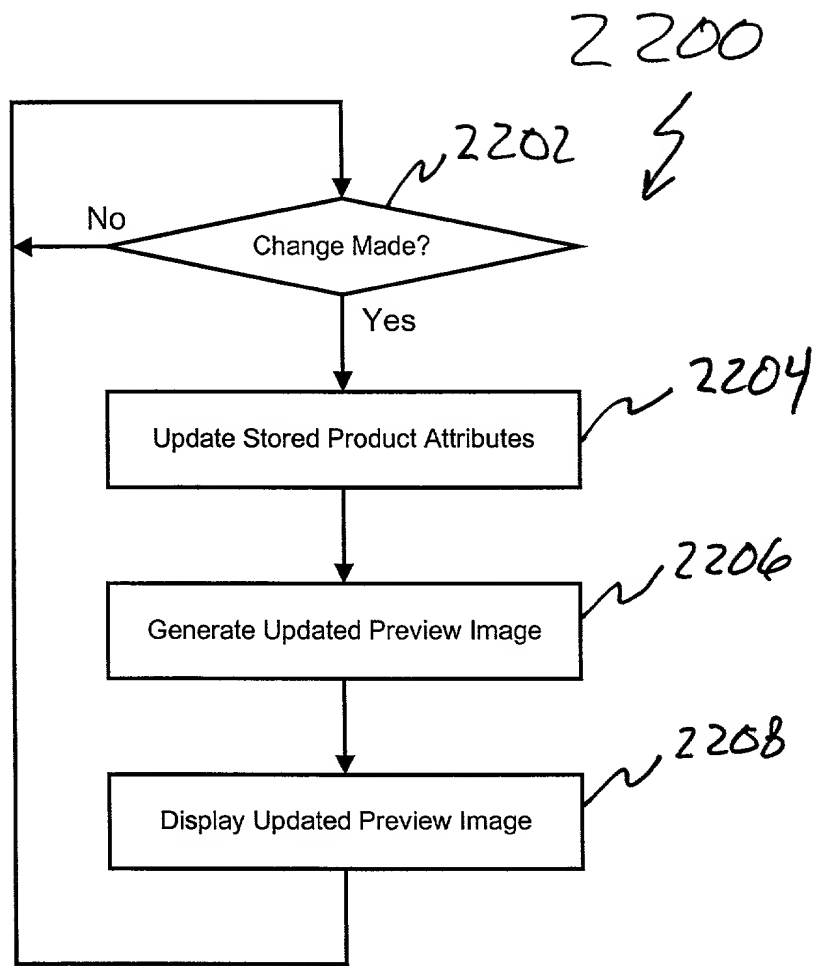 2200
2202
No
Change Made?
Yes
2204
Update Stored Product Attributes
2206
Generate Updated Preview Image
2208
Display Updated Preview Image